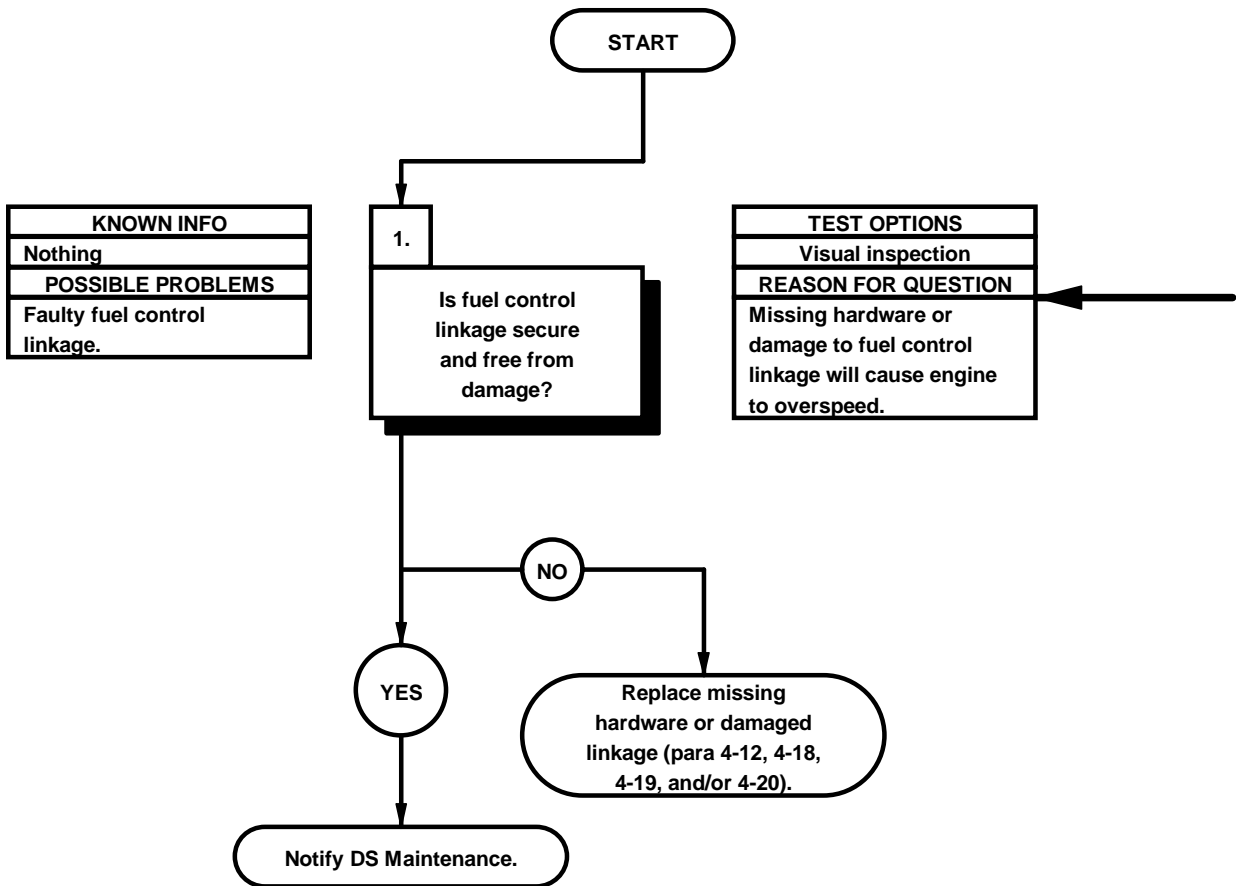 START
KNOWN INFO
Nothing
POSSIBLE PROBLEMS
Faulty fuel control
linkage.
1.
Is fuel control
linkage secure
and free from
damage?
TEST OPTIONS
Visual inspection
REASON FOR QUESTION
Missing hardware or
damage to fuel control
linkage will cause engine
to overspeed.
NO
YES
Replace missing
hardware or damaged
linkage (para 4-12, 4-18,
4-19, and/or 4-20).
Notify DS Maintenance.